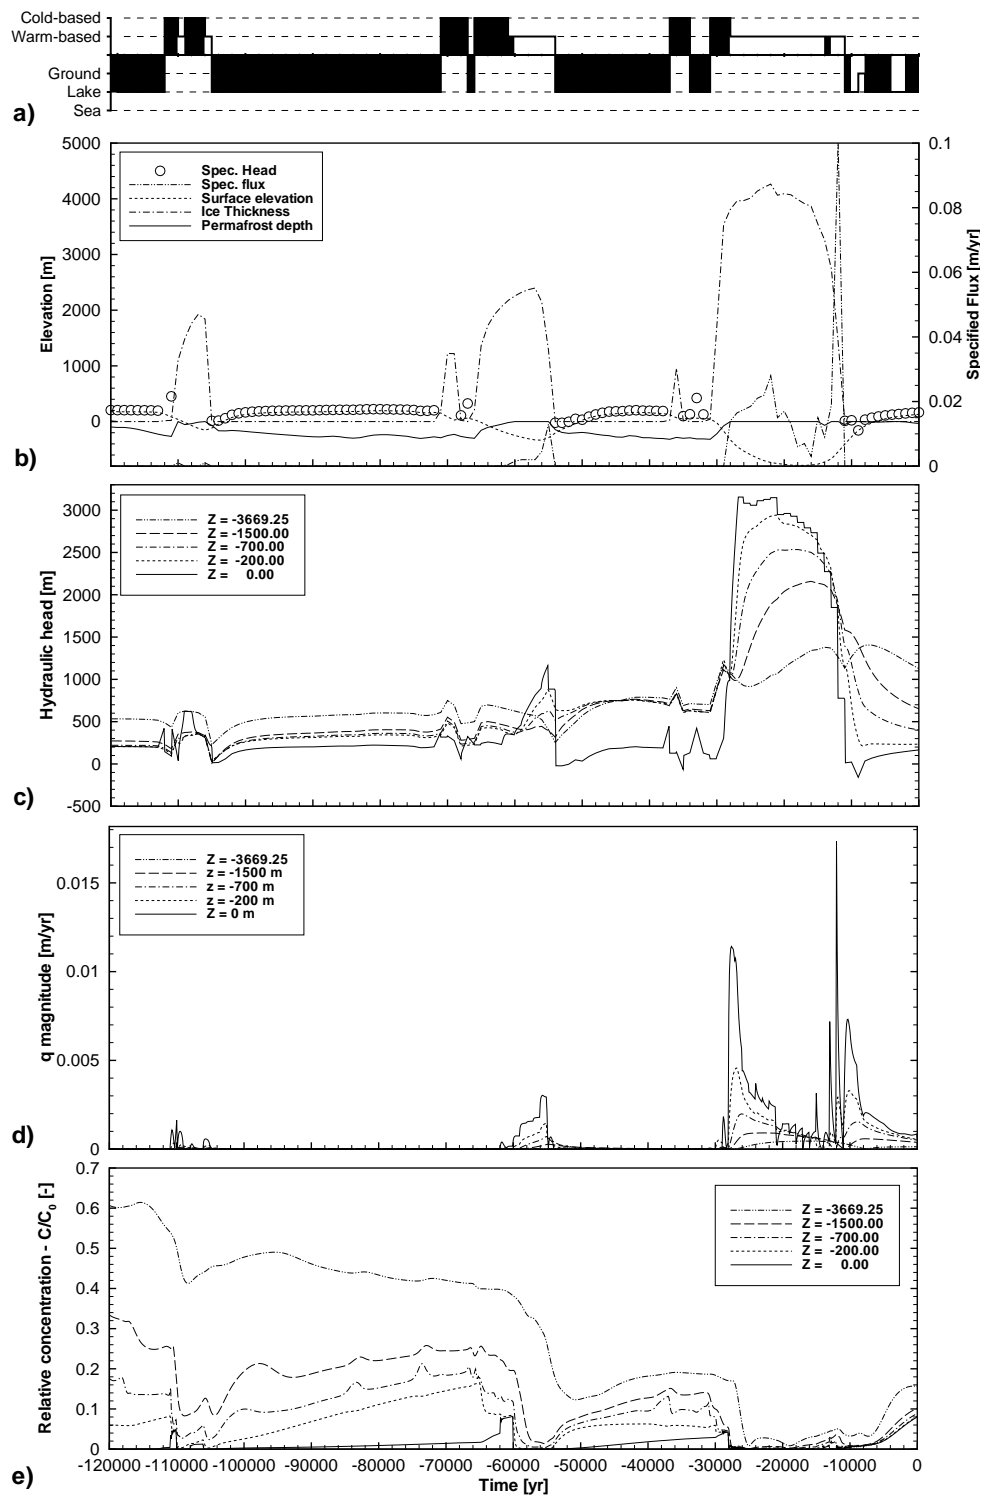 Cold-based
Warm-based
Ground
Lake
Sea
a)
5000
4000
3000
2000
1000
0
Elevation [m]
0.1
0.08
0.06
0.04
0.02
0
Specified Flux [m/yr]
Spec. Head
Spec. flux
Surface elevation
Ice Thickness
Permafrost depth
b)
3000
2500
2000
1500
1000
500
0
-500
Hydraulic head [m]
Z = -3669.25
Z = -1500.00
Z = -700.00
Z = -200.00
Z = 0.00
c)
0.015
0.01
0.005
0
q magnitude [m/yr]
Z = -3669.25
z = -1500 m
z = -700 m
z = -200 m
Z = 0 m
d)
0.7
0.6
0.5
0.4
0.3
0.2
0.1
0
Relative concentration - C/C0 [-]
Z = -3669.25
Z = -1500.00
Z = -700.00
Z = -200.00
Z = 0.00
-120000 -110000 -100000 -90000 -80000 -70000 -60000 -50000 -40000 -30000 -20000 -10000 0
Time [yr]
e)